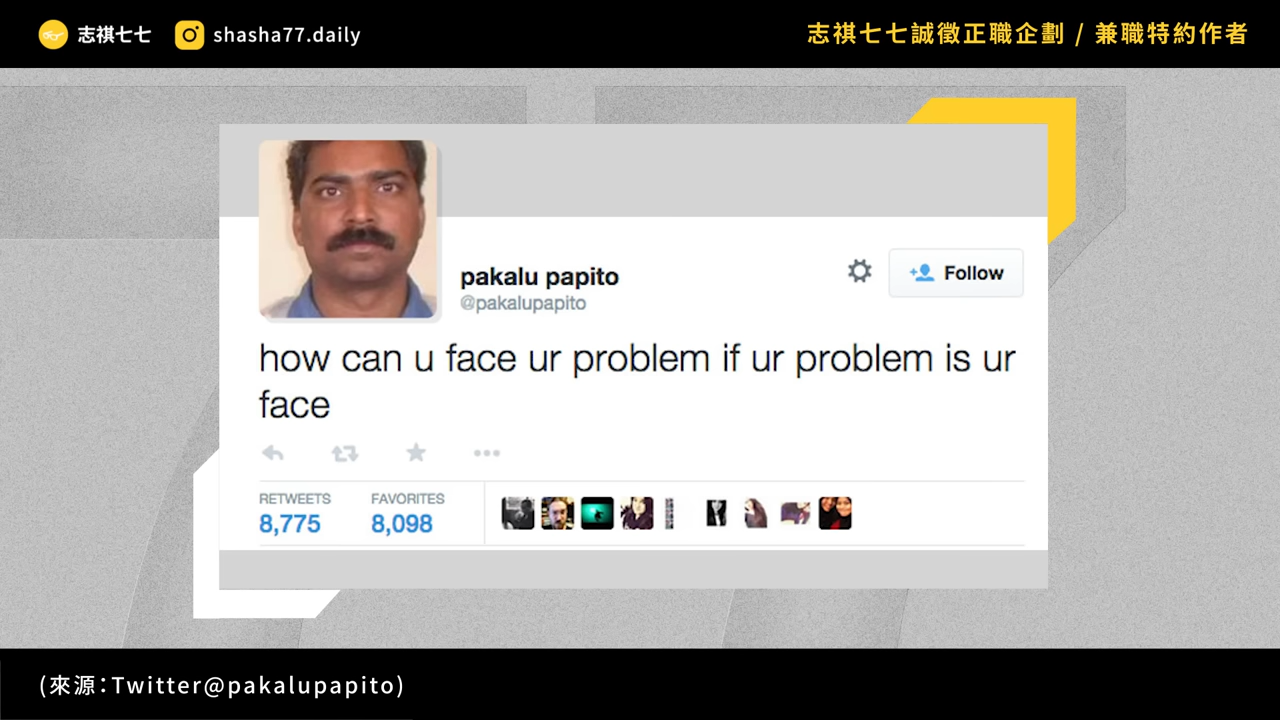 志祺七七 shasha77.daily 志祺七七誠徵正職企劃 / 兼職特約作者
pakalu papito
@pakalupapito
Follow
how can u face ur problem if ur problem is ur
face
RETWEETS FAVORITES
8,775 8,098
(來源:Twitter@pakalupapito)